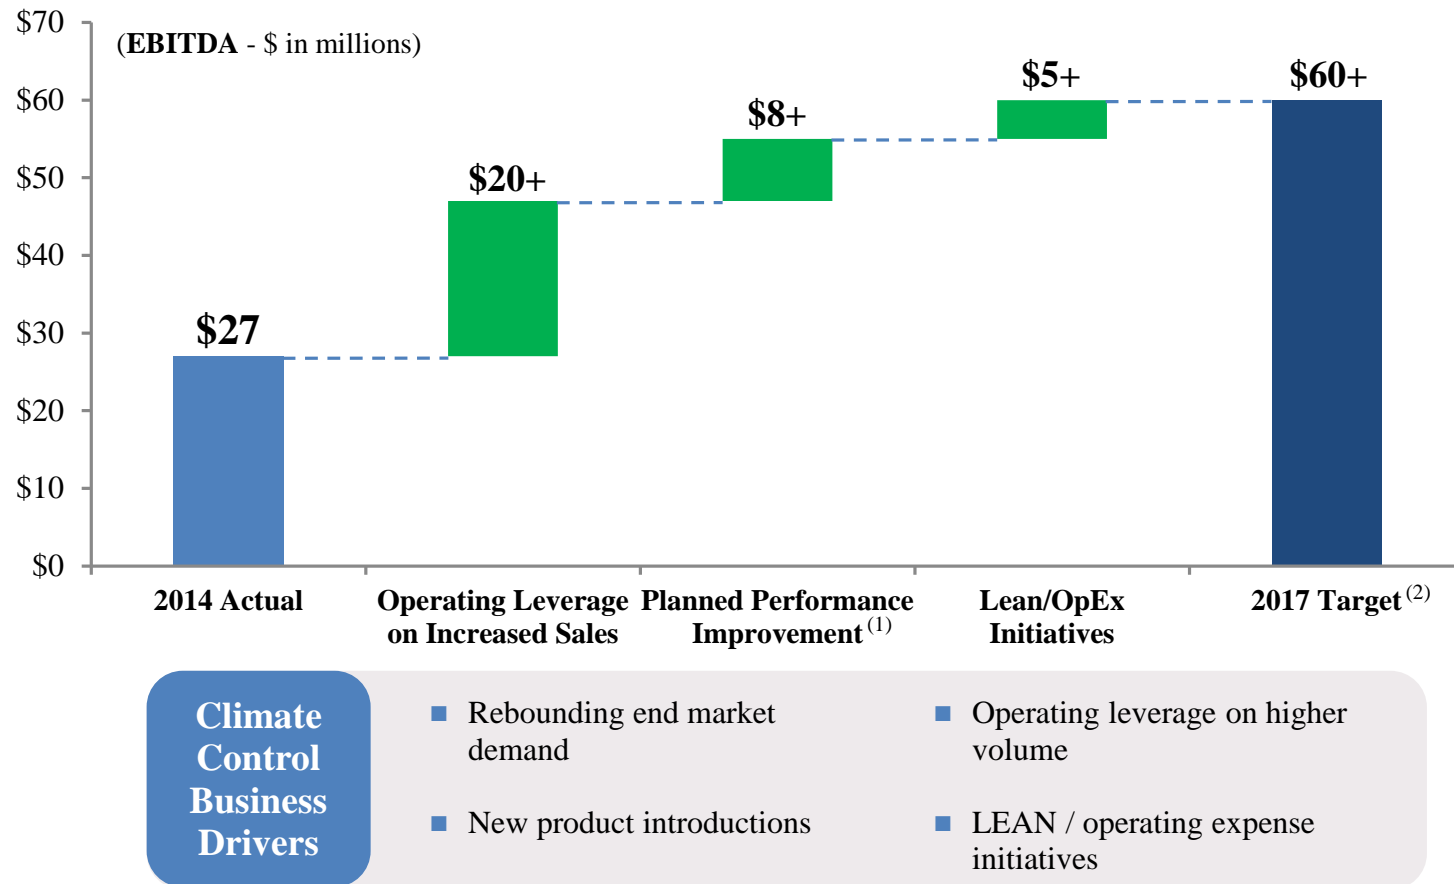 $70
(EBITDA - $ in millions)
$60
$50
$40
$30
$20
$10
$0
$27
$20+
$8+
$5+
$60+
2014 Actual
Operating Leverage
on Increased Sales
Planned Performance
Improvement (1)
Lean/OpEx
Initiatives
2017 Target (2)
Climate
Control
Business
Drivers
■ Rebounding end market
demand
■ New product introductions
■ Operating leverage on higher
volume
■ LEAN / operating expense
initiatives